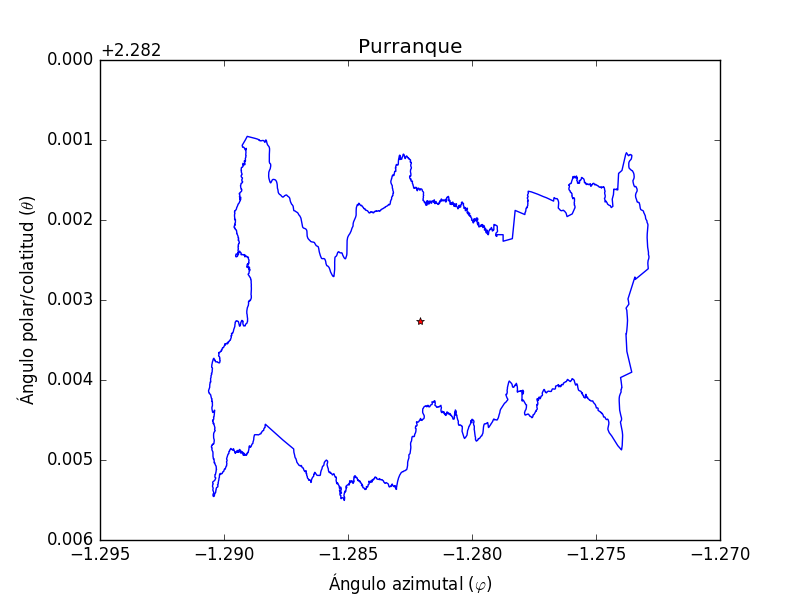 Purranque
+2.282
0.000
0.001
0.002
0.003
0.004
0.005
0.006
Ángulo polar/colatitud (θ)
−1.295 −1.290 −1.285 −1.280 −1.275 −1.270
Ángulo azimutal (φ)